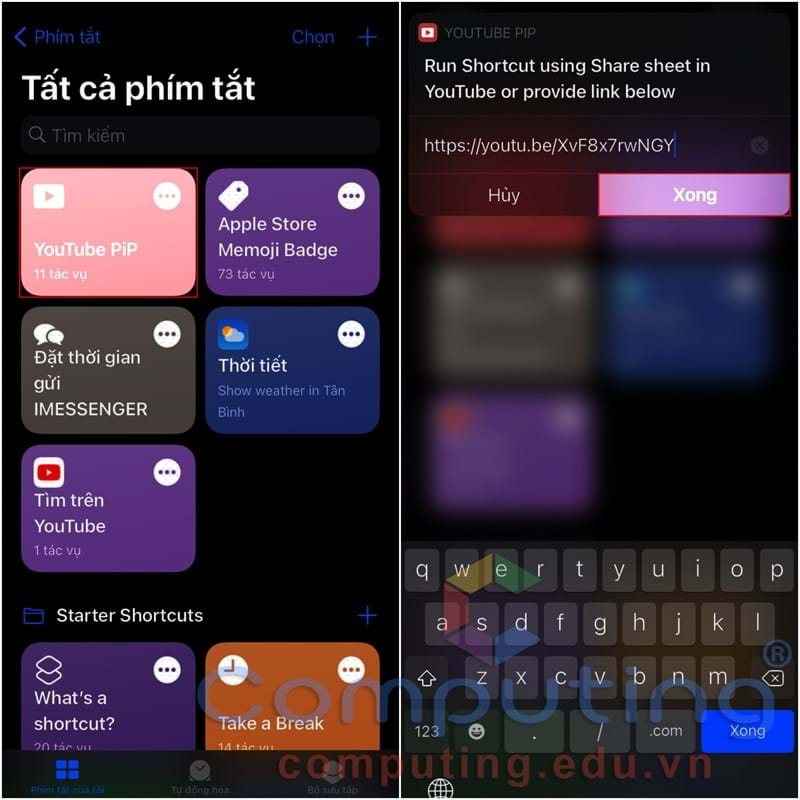 Phím tắt
Chọn
Tất cả phím tắt
Tìm kiếm
YouTube PiP
11 tác vụ
Apple Store
Memoji Badge
73 tác vụ
Đặt thời gian
gửi
IMESSENGER
Thời tiết
Show weather in Tân
Bình
Tìm trên
YouTube
1 tác vụ
Starter Shortcuts
What's a
shortcut?
20 tác vụ
Take a Break
14 tác vụ
Phím tắt của tôi
Tự động hóa
Bộ sưu tập
YOUTUBE PIP
Run Shortcut using Share sheet in
YouTube or provide link below
https://youtu.be/XvF8x7rwNGY
Hủy
Xong
q w e r t y u i o p
a s d f g h j k l
z x c v b n m
123 . / .com Xong
Computing ®
computing.edu.vn